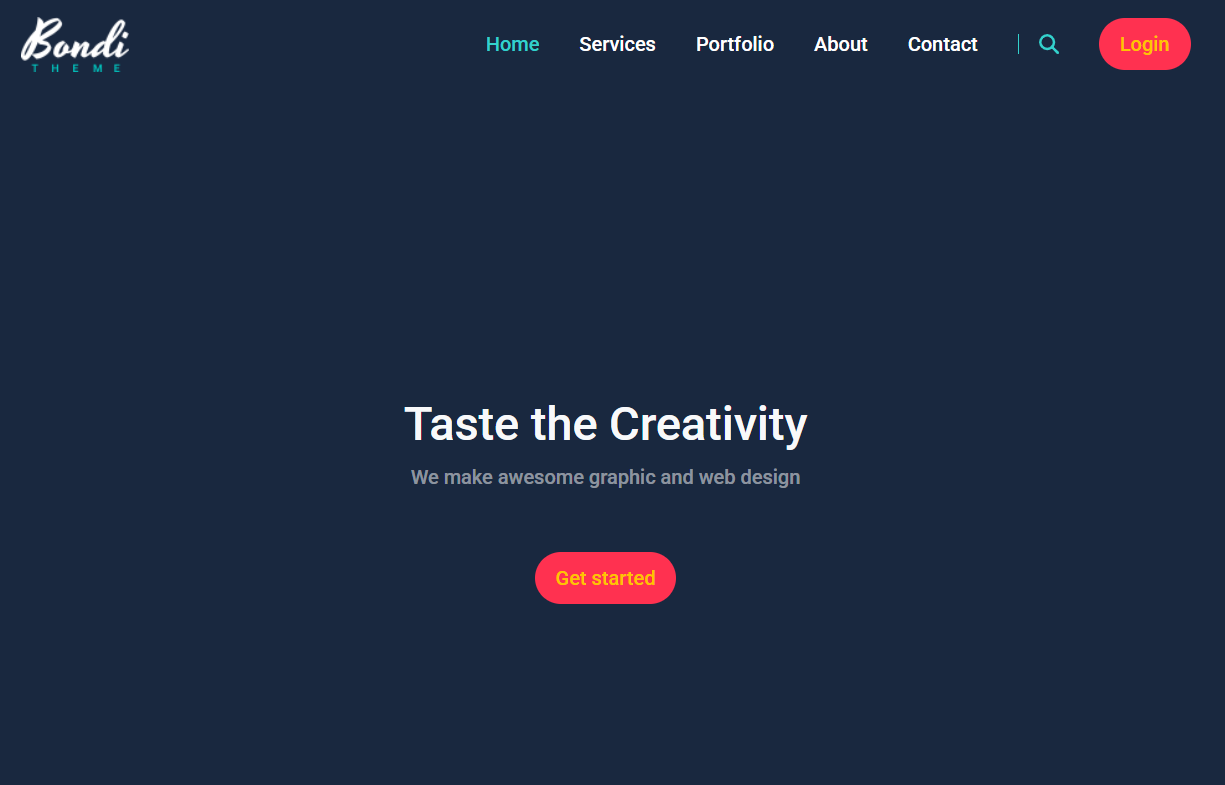 Bondi
THEME
Home Services Portfolio About Contact Login
Taste the Creativity
We make awesome graphic and web design
Get started